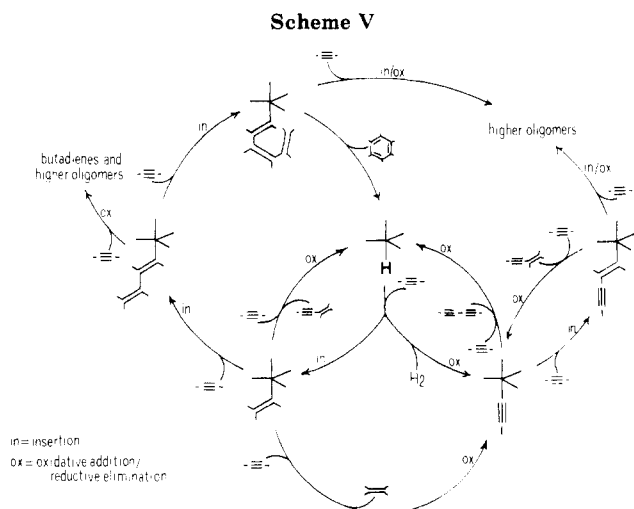 Scheme V
in/ox
in
higher oligomers
butadienes and
higher oligomers
in/ox
ox
H
ox
ox
ox
in
in
ox
in
H2
in = insertion
ox = oxidative addition/
reductive elimination
ox